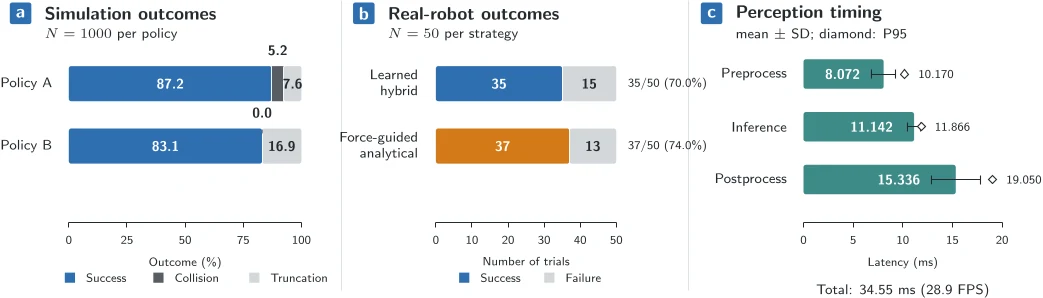 a Simulation outcomes
N = 1000 per policy
5.2
Policy A 87.2 7.6
0.0
Policy B 83.1 16.9
0 25 50 75 100
Outcome (%)
Success Collision Truncation
b Real-robot outcomes
N = 50 per strategy
Learned
hybrid
35 15 35/50 (70.0%)
Force-guided
analytical
37 13 37/50 (74.0%)
0 10 20 30 40 50
Number of trials
Success Failure
c Perception timing
mean ± SD; diamond: P95
Preprocess 8.072 10.170
Inference 11.142 11.866
Postprocess 15.336 19.050
0 5 10 15 20
Latency (ms)
Total: 34.55 ms (28.9 FPS)